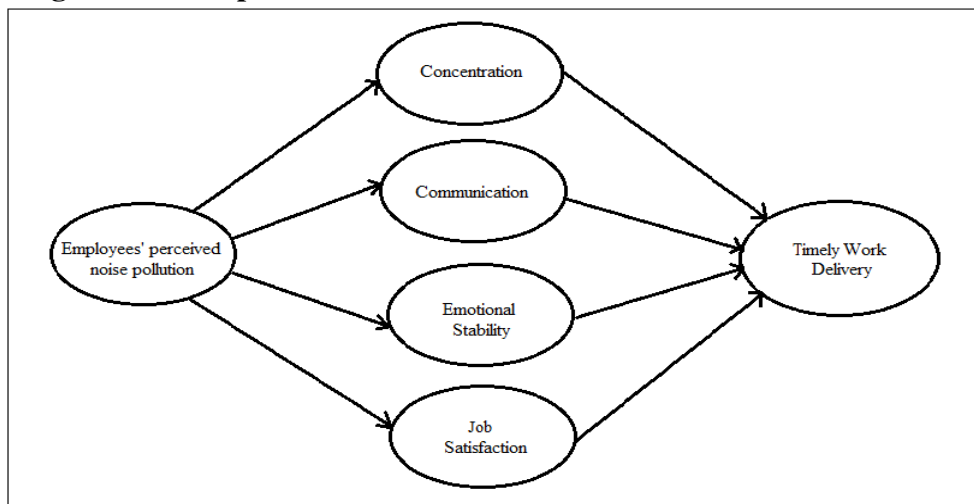 Concentration
Communication
Employees' perceived
noise pollution
Timely Work
Delivery
Emotional
Stability
Job
Satisfaction